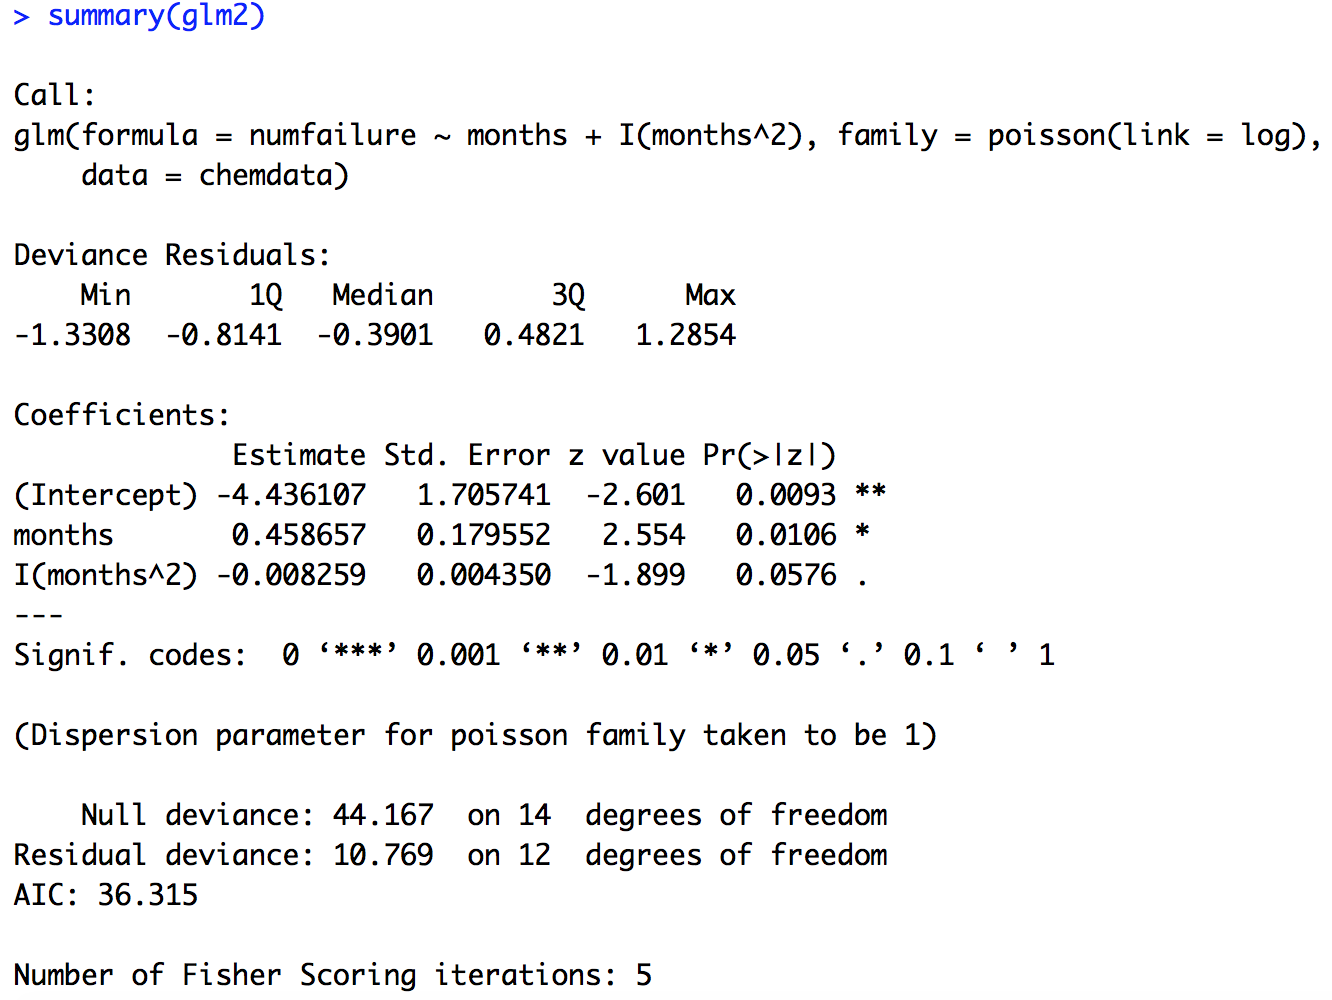 > summary(glm2)
Call:
glm(formula = numfailure ~ months + I(months^2), family = poisson(link = log),
    data = chemdata)
Deviance Residuals:
    Min       1Q   Median       3Q      Max
-1.3308  -0.8141  -0.3901   0.4821   1.2854
Coefficients:
             Estimate Std. Error z value Pr(>|z|)
(Intercept) -4.436107   1.705741  -2.601   0.0093 **
months       0.458657   0.179552   2.554   0.0106 *
I(months^2) -0.008259   0.004350  -1.899   0.0576 .
---
Signif. codes:  0 ‘***’ 0.001 ‘**’ 0.01 ‘*’ 0.05 ‘.’ 0.1 ‘ ’ 1
(Dispersion parameter for poisson family taken to be 1)
    Null deviance: 44.167  on 14  degrees of freedom
Residual deviance: 10.769  on 12  degrees of freedom
AIC: 36.315
Number of Fisher Scoring iterations: 5